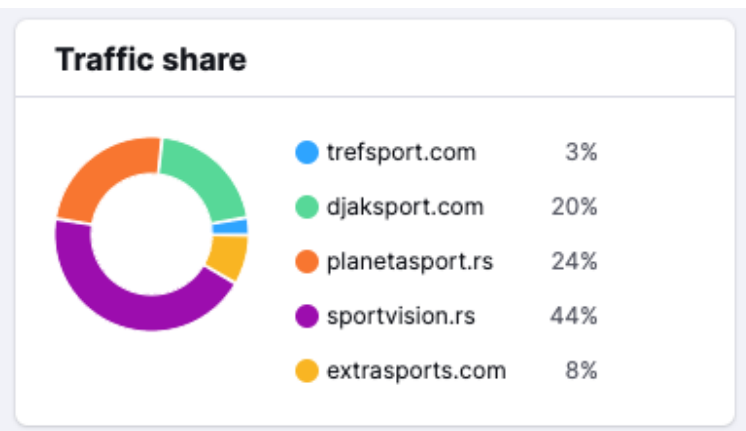 Traffic share
trefsport.com 3%
djaksport.com 20%
planetasport.rs 24%
sportvision.rs 44%
extrasports.com 8%